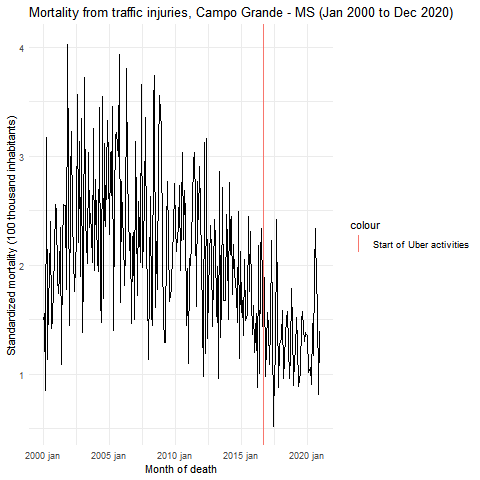 Mortality from traffic injuries, Campo Grande - MS (Jan 2000 to Dec 2020)
Standardized mortality (100 thousand inhabitants)
4
3
2
1
2000 jan 2005 jan 2010 jan 2015 jan 2020 jan
Month of death
colour
Start of Uber activities